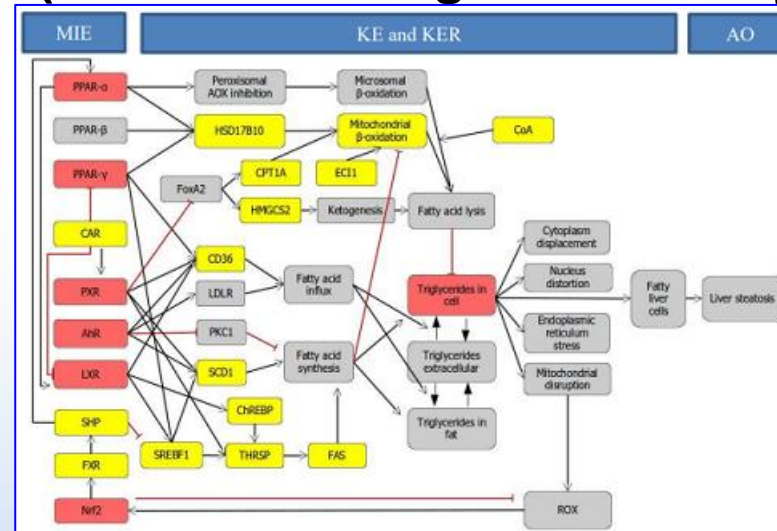 MIE
KE and KER
AO
PPAR-α
Peroxisomal
AOX inhibition
Microsomal
β-oxidation
PPAR-β
HSD17B10
Mitochondrial
β-oxidation
CoA
PPAR-γ
FoxA2
CPT1A
ECI1
HMGCS2
Ketogenesis
Fatty acid lysis
CAR
CD36
Cytoplasm
displacement
PXR
LDLR
Fatty acid
influx
Triglycerides in
cell
Nucleus
distortion
Fatty
liver
cells
Liver steatosis
AhR
PKC1
Endoplasmic
reticulum
stress
LXR
SCD1
Fatty acid
synthesis
Triglycerides
extracellular
Mitochondrial
disruption
ChREBP
SHP
SREBF1
THRSP
FAS
Triglycerides in
fat
FXR
Nrf2
ROX